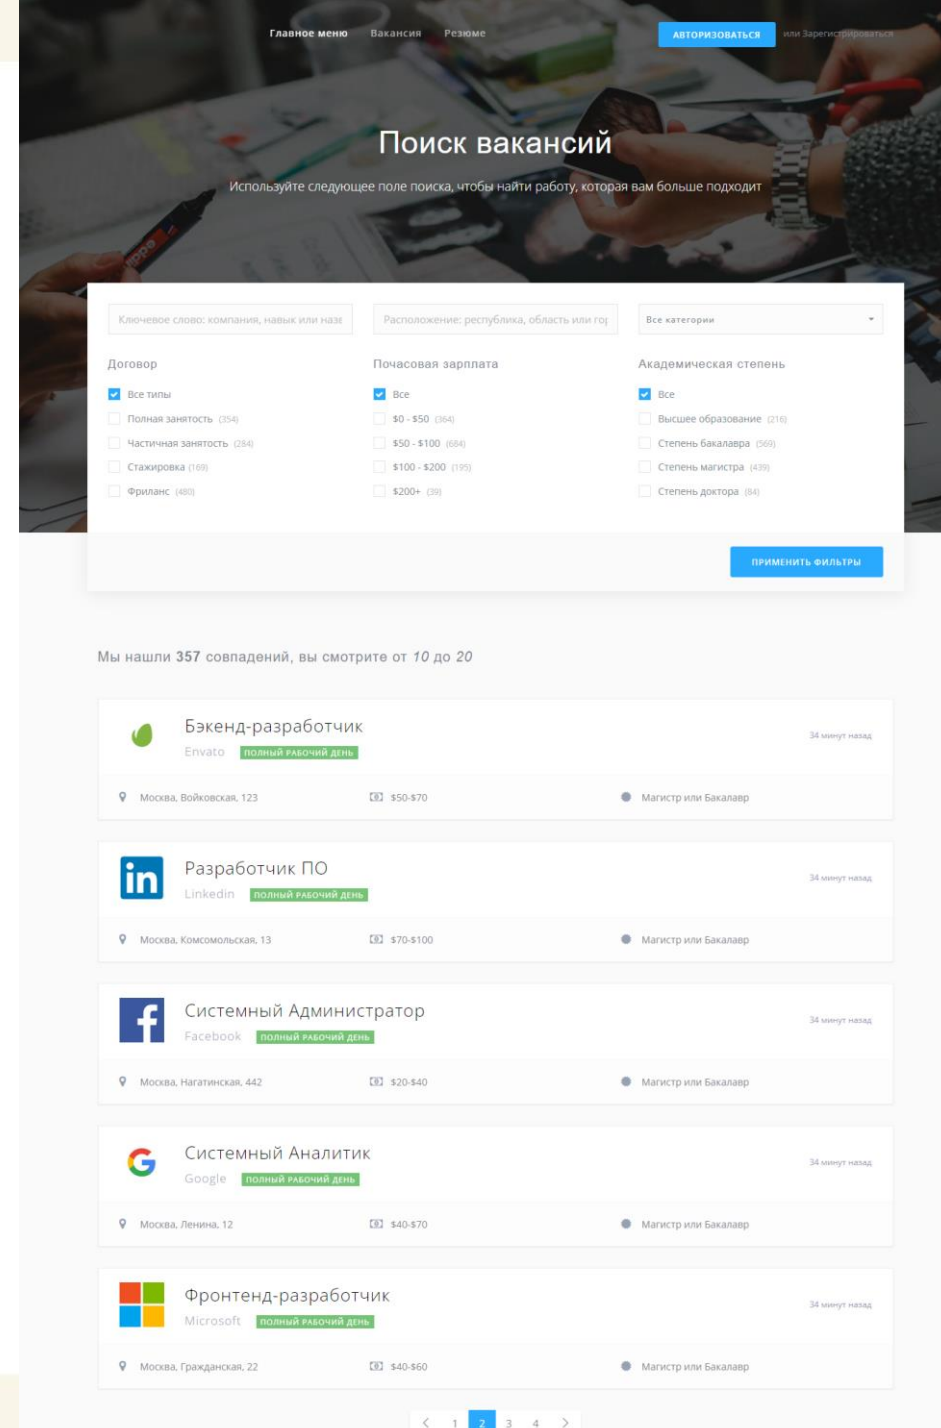 Главное меню Вакансия Резюме АВТОРИЗОВАТЬСЯ или Зарегистрироваться
Поиск вакансий
Используйте следующее поле поиска, чтобы найти работу, которая вам больше подходит
Ключевое слово: компания, навык или назв Расположение: республика, область или гор Все категории
Договор Почасовая зарплата Академическая степень
Все типы Все Все
Полная занятость (354) $0 - $50 (364) Высшее образование (216)
Частичная занятость (284) $50 - $100 (684) Степень бакалавра (569)
Стажировка (169) $100 - $200 (195) Степень магистра (439)
Фриланс (480) $200+ (39) Степень доктора (84)
ПРИМЕНИТЬ ФИЛЬТРЫ
Мы нашли 357 совпадений, вы смотрите от 10 до 20
Бэкенд-разработчик
34 минут назад
Envato ПОЛНЫЙ РАБОЧИЙ ДЕНЬ
Москва, Войковская, 123 $50-$70 Магистр или Бакалавр
in
Разработчик ПО
34 минут назад
Linkedin ПОЛНЫЙ РАБОЧИЙ ДЕНЬ
Москва, Комсомольская, 13 $70-$100 Магистр или Бакалавр
f
Системный Администратор
34 минут назад
Facebook ПОЛНЫЙ РАБОЧИЙ ДЕНЬ
Москва, Нагатинская, 442 $20-$40 Магистр или Бакалавр
G
Системный Аналитик
34 минут назад
Google ПОЛНЫЙ РАБОЧИЙ ДЕНЬ
Москва, Ленина, 12 $40-$70 Магистр или Бакалавр
Фронтенд-разработчик
34 минут назад
Microsoft ПОЛНЫЙ РАБОЧИЙ ДЕНЬ
Москва, Гражданская, 22 $40-$60 Магистр или Бакалавр
< 1 2 3 4 >